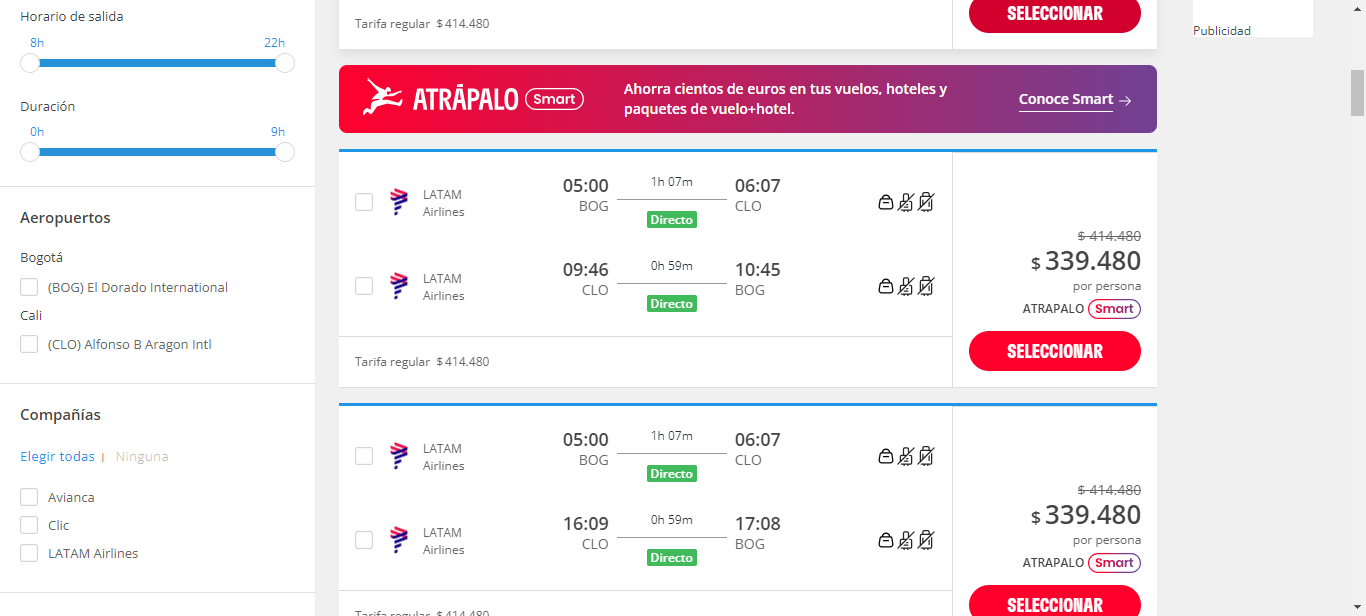 Horario de salida
8h 22h
Duración
0h 9h
Aeropuertos
Bogotá
(BOG) El Dorado International
Cali
(CLO) Alfonso B Aragon Intl
Compañías
Elegir todas | Ninguna
Avianca
Clic
LATAM Airlines
Tarifa regular $ 414.480
SELECCIONAR
ATRÁPALO Smart
Ahorra cientos de euros en tus vuelos, hoteles y
paquetes de vuelo+hotel.
Conoce Smart →
LATAM
Airlines
05:00 1h 07m 06:07
BOG Directo CLO
LATAM
Airlines
09:46 0h 59m 10:45
CLO Directo BOG
Tarifa regular $ 414.480
$ 414.480
$ 339.480
por persona
ATRAPALO Smart
SELECCIONAR
LATAM
Airlines
05:00 1h 07m 06:07
BOG Directo CLO
LATAM
Airlines
16:09 0h 59m 17:08
CLO Directo BOG
Tarifa regular $ 414.480
$ 414.480
$ 339.480
por persona
ATRAPALO Smart
SELECCIONAR
Publicidad